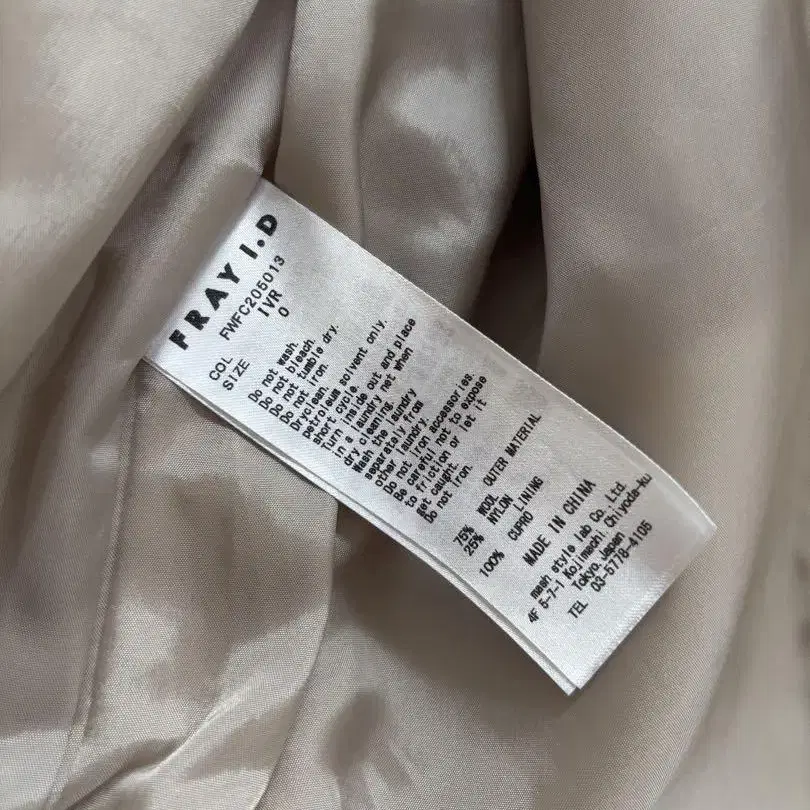 FRAY I.D
FWFC205013
COL IVR
SIZE 0
Do not wash.
Do not bleach.
Do not tumble dry.
Do not iron.
Dryclean,
petroleum solvent only.
short cycle.
Turn inside out and place
in a laundry net when
dry cleaning.
Wash the laundry
separately from
other laundry.
Do not iron accessories.
Be careful not to expose
to friction or let it
get caught.
Do not iron.
OUTER MATERIAL
75% WOOL
25% NYLON
LINING
100% CUPRO
MADE IN CHINA
mash style lab Co., Ltd.
4F 5-7-1 Kojimachi Chiyoda-ku
Tokyo, Japan
TEL 03-5778-4105